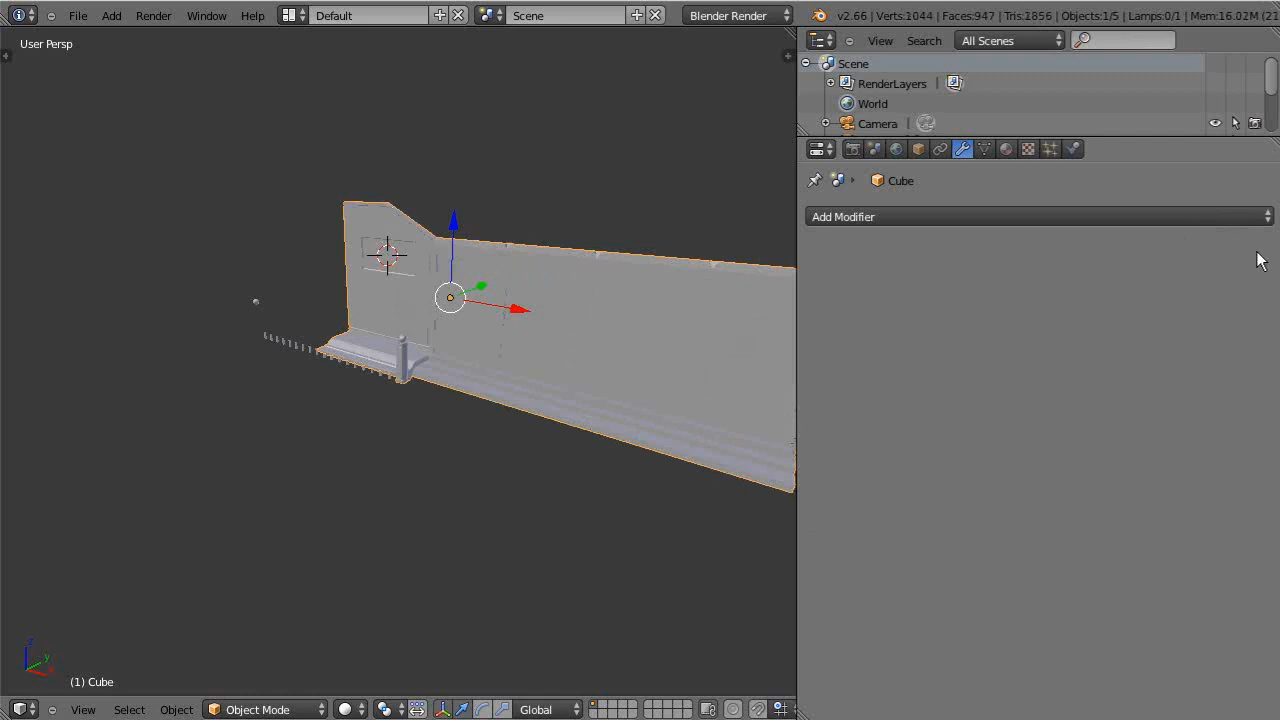 File Add Render Window Help Default Scene Blender Render v2.66 | Verts:1044 | Faces:947 | Tris:1856 | Objects:1/5 | Lamps:0/1 | Mem:16.02M (21
User Persp
View Search All Scenes
Scene
RenderLayers |
World
Camera |
Cube
Add Modifier
z
y
x
(1) Cube
View Select Object Object Mode Global